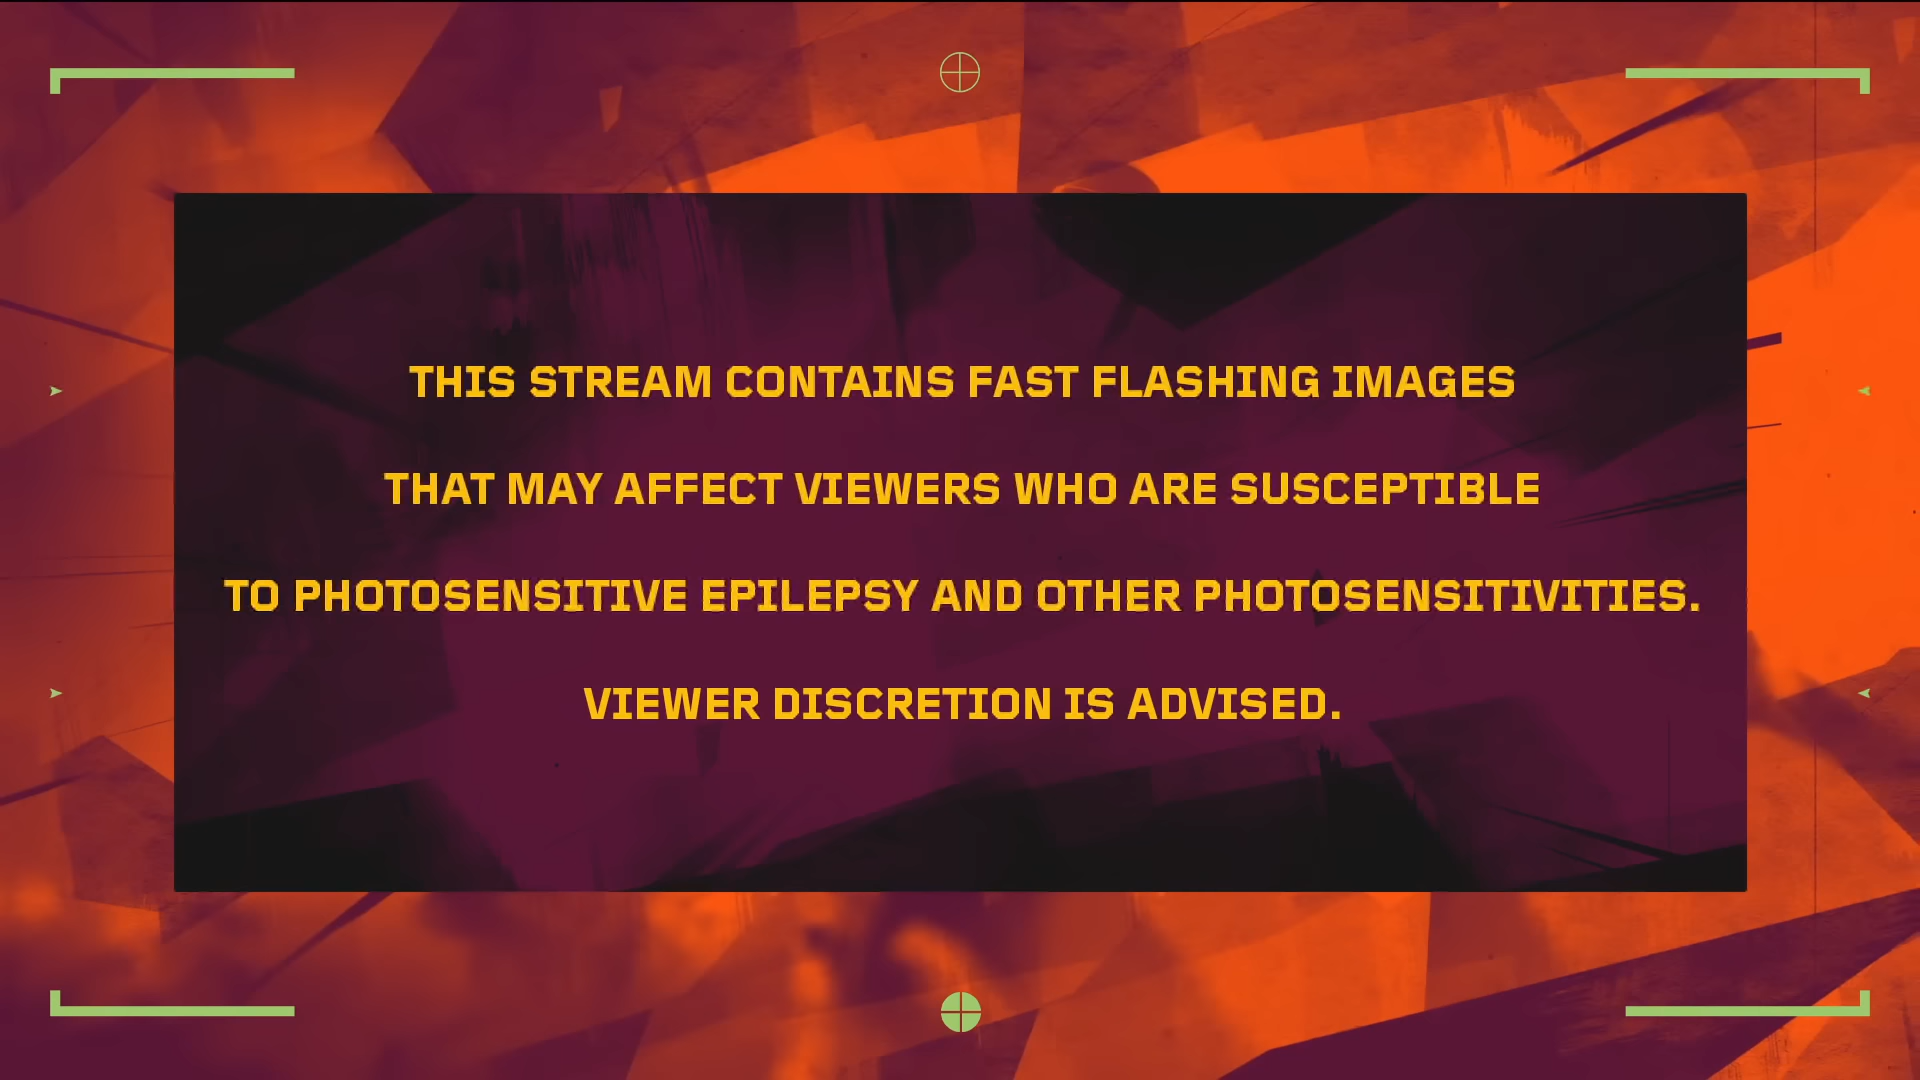 THIS STREAM CONTAINS FAST FLASHING IMAGES
THAT MAY AFFECT VIEWERS WHO ARE SUSCEPTIBLE
TO PHOTOSENSITIVE EPILEPSY AND OTHER PHOTOSENSITIVITIES.
VIEWER DISCRETION IS ADVISED.